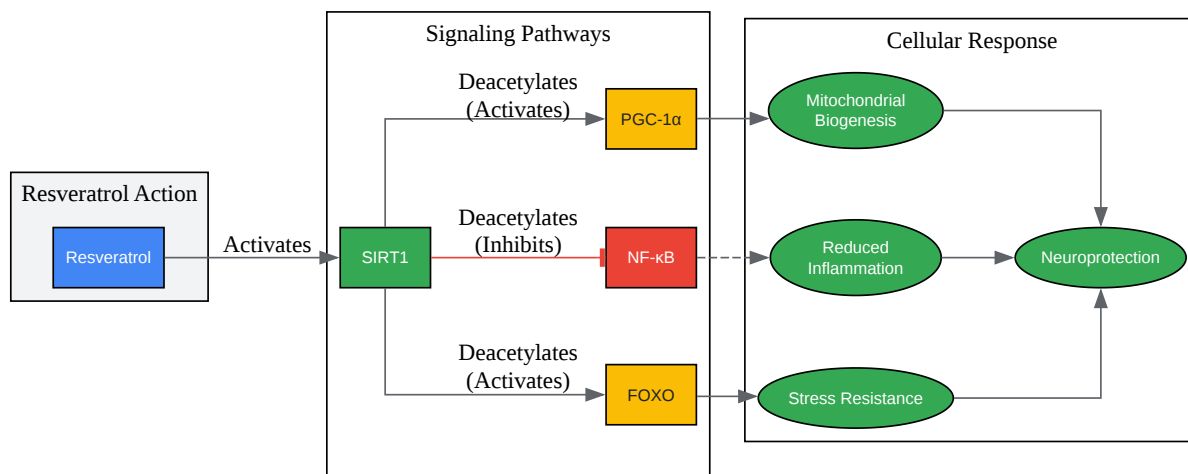 Signaling Pathways
Cellular Response
Deacetylates
(Activates)
PGC-1α
Mitochondrial
Biogenesis
Resveratrol Action
Resveratrol
Activates
SIRT1
Deacetylates
(Inhibits)
NF-κB
Reduced
Inflammation
Neuroprotection
Deacetylates
(Activates)
FOXO
Stress Resistance